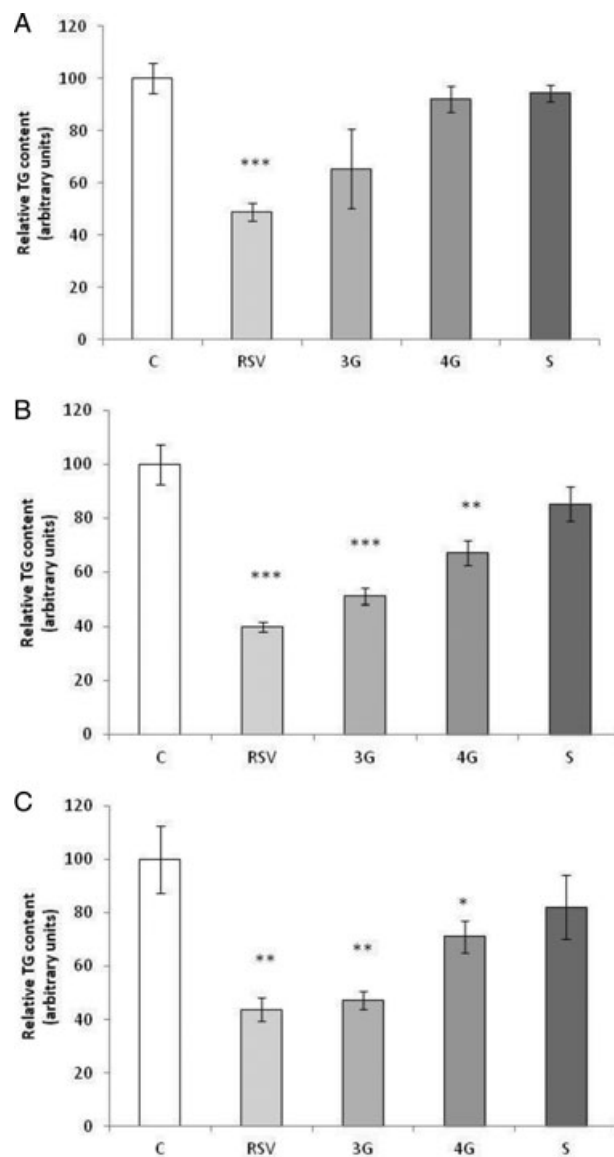 A
Relative TG content
(arbitrary units)
120
100
80
60
40
20
0
***
C RSV 3G 4G S
B
Relative TG content
(arbitrary units)
120
100
80
60
40
20
0
***
***
**
C RSV 3G 4G S
C
Relative TG content
(arbitrary units)
120
100
80
60
40
20
0
**
**
*
C RSV 3G 4G S